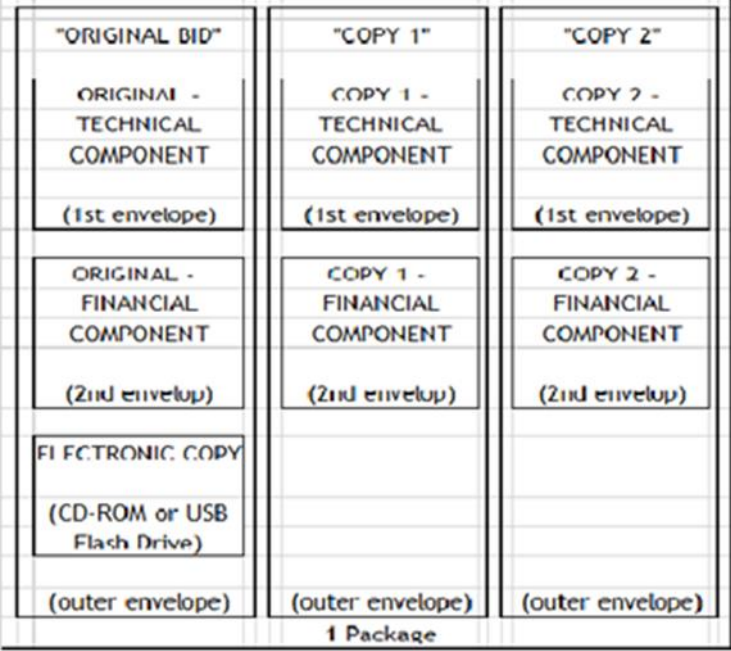 "ORIGINAL BID"
ORIGINAL -
TECHNICAL
COMPONENT
(1st envelope)
ORIGINAL -
FINANCIAL
COMPONENT
(2nd envelop)
ELECTRONIC COPY
(CD-ROM or USB
Flash Drive)
(outer envelope)
"COPY 1"
COPY 1 -
TECHNICAL
COMPONENT
(1st envelope)
COPY 1 -
FINANCIAL
COMPONENT
(2nd envelop)
(outer envelope)
"COPY 2"
COPY 2 -
TECHNICAL
COMPONENT
(1st envelope)
COPY 2 -
FINANCIAL
COMPONENT
(2nd envelop)
(outer envelope)
1 Package